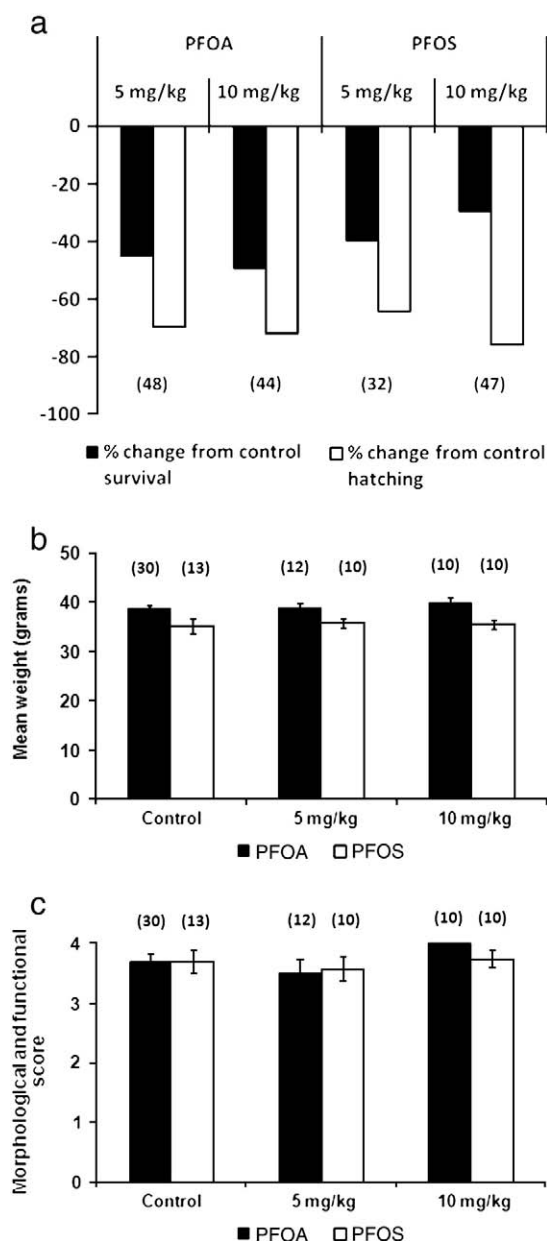 a
PFOA PFOS
5 mg/kg 10 mg/kg 5 mg/kg 10 mg/kg
0
-20
-40
-60
-80
-100
(48) (44) (32) (47)
% change from control survival
% change from control hatching
b
Mean weight (grams)
50
40
30
20
10
0
(30) (13) (12) (10) (10) (10)
Control 5 mg/kg 10 mg/kg
PFOA PFOS
c
Morphological and functional score
4
3
2
1
0
(30) (13) (12) (10) (10) (10)
Control 5 mg/kg 10 mg/kg
PFOA PFOS